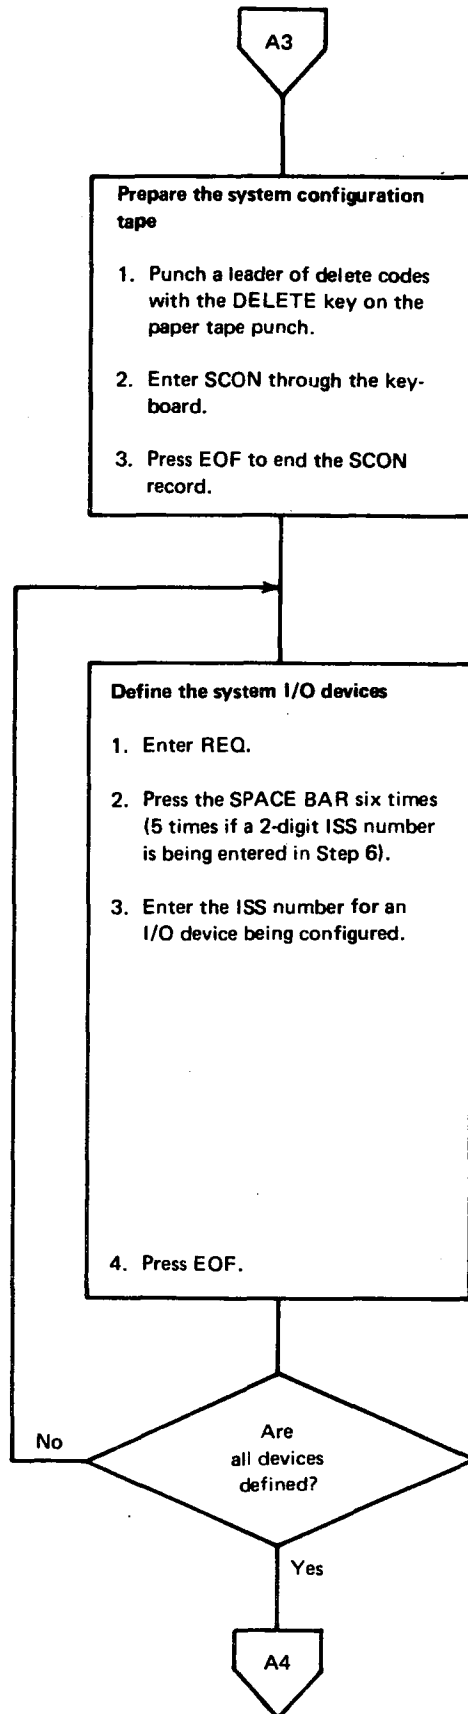 A3
Prepare the system configuration
tape
1. Punch a leader of delete codes
with the DELETE key on the
paper tape punch.
2. Enter SCON through the key-
board.
3. Press EOF to end the SCON
record.
Define the system I/O devices
1. Enter REQ.
2. Press the SPACE BAR six times
(5 times if a 2-digit ISS number
is being entered in Step 6).
3. Enter the ISS number for an
I/O device being configured.
4. Press EOF.
No
Are
all devices
defined?
Yes
A4